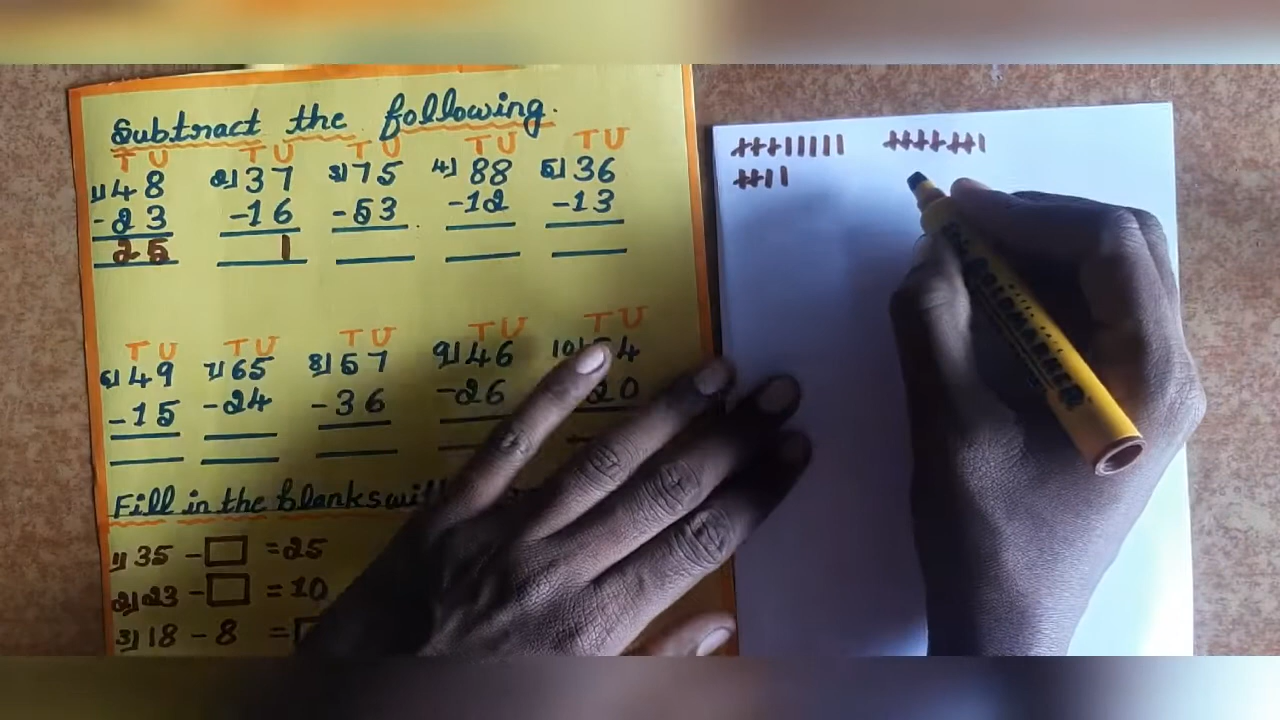 Subtract the following.
T U T U T U T U T U
1) 48 2) 37 3) 75 4) 88 5) 36
-23 -16 -53 -12 -13
25 1
T U T U T U T U T U
6) 49 7) 65 8) 57 9) 46 10) 4
-15 -24 -36 -26 20
Fill in the blanks
1) 35 - □ = 25
2) 23 - □ = 10
3) 18 - 8 = □